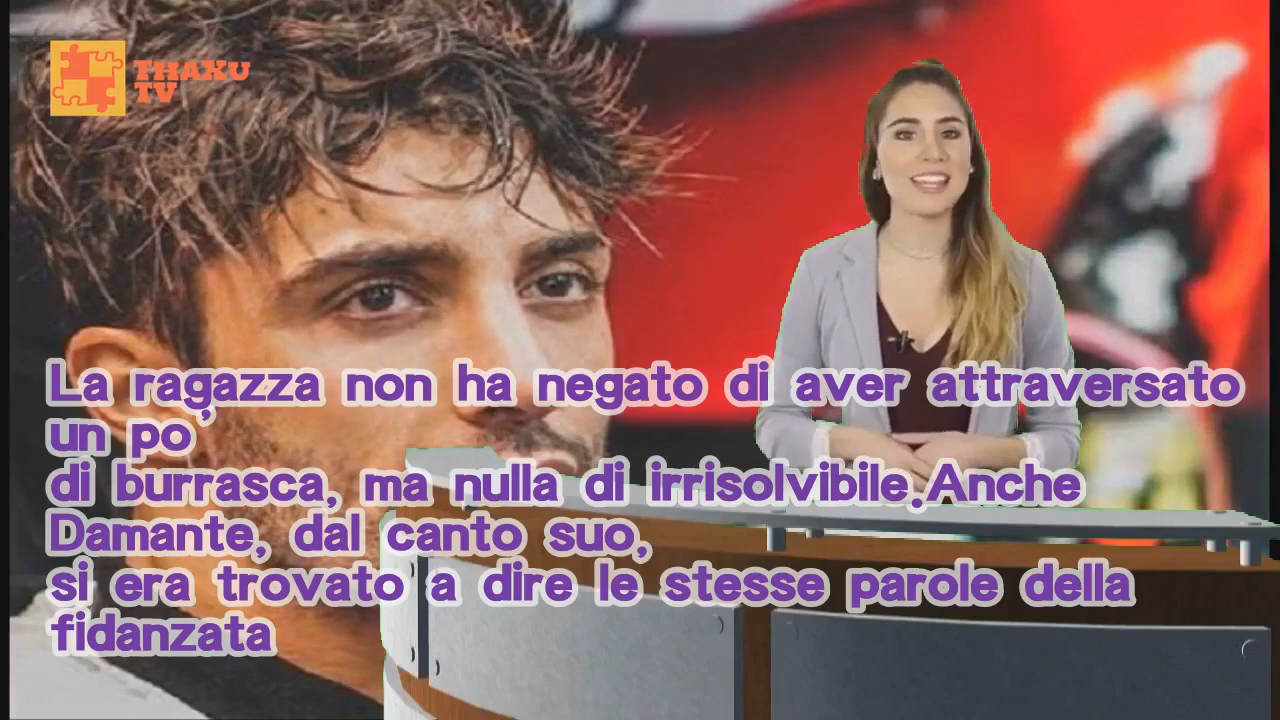 THAXU
TV
La ragazza non ha negato di aver attraversato
un po'
di burrasca, ma nulla di irrisolvibile.Anche
Damante, dal canto suo,
si era trovato a dire le stesse parole della
fidanzata